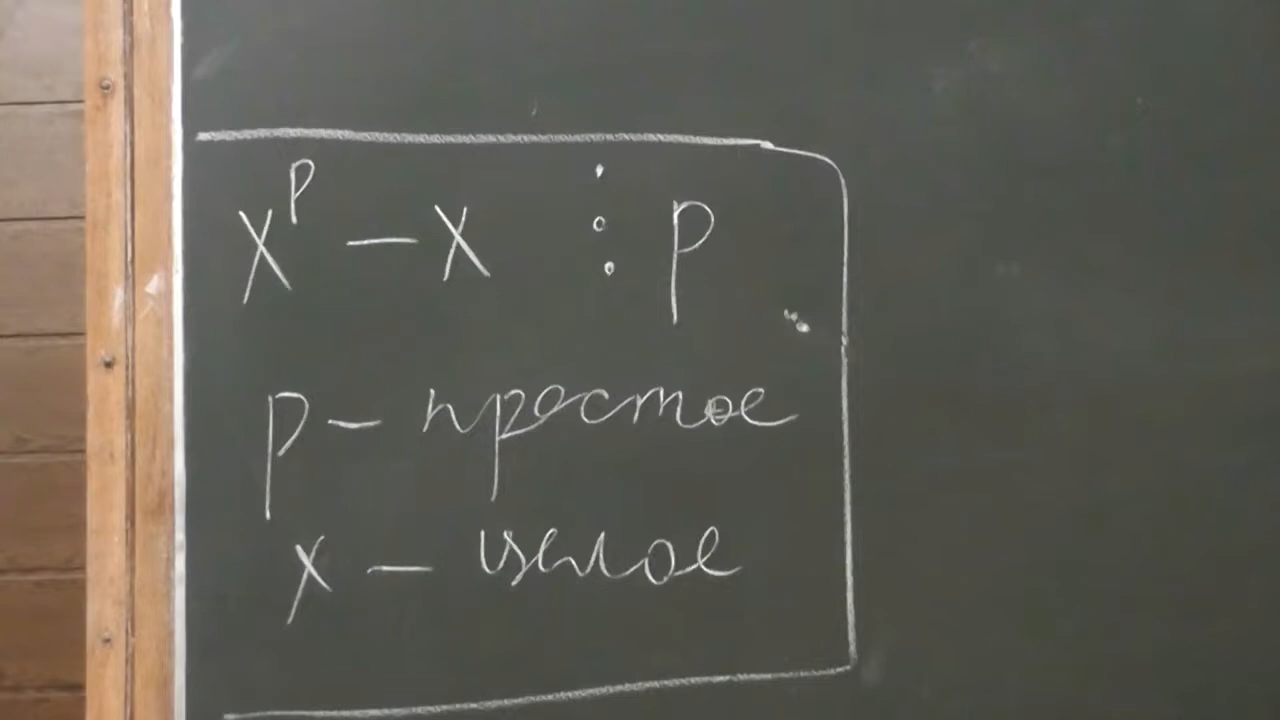 x^p - x ⋮ p
p - простое
x - целое